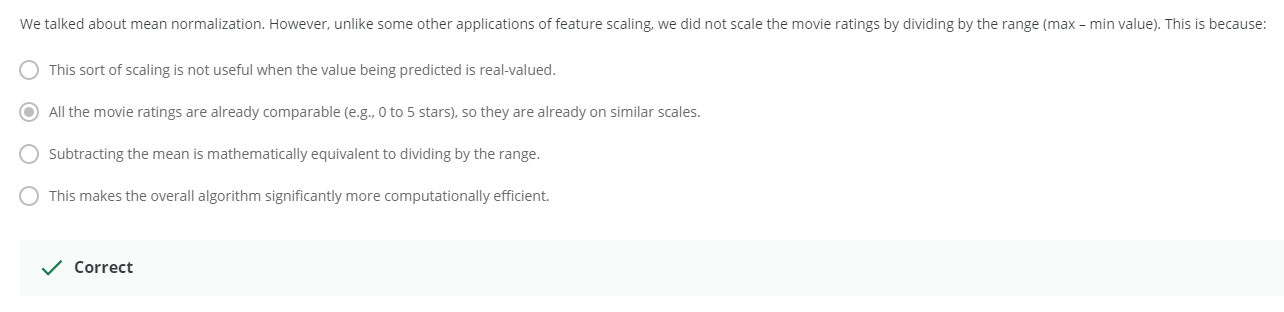 We talked about mean normalization. However, unlike some other applications of feature scaling, we did not scale the movie ratings by dividing by the range (max – min value). This is because:
This sort of scaling is not useful when the value being predicted is real-valued.
All the movie ratings are already comparable (e.g., 0 to 5 stars), so they are already on similar scales.
Subtracting the mean is mathematically equivalent to dividing by the range.
This makes the overall algorithm significantly more computationally efficient.
Correct